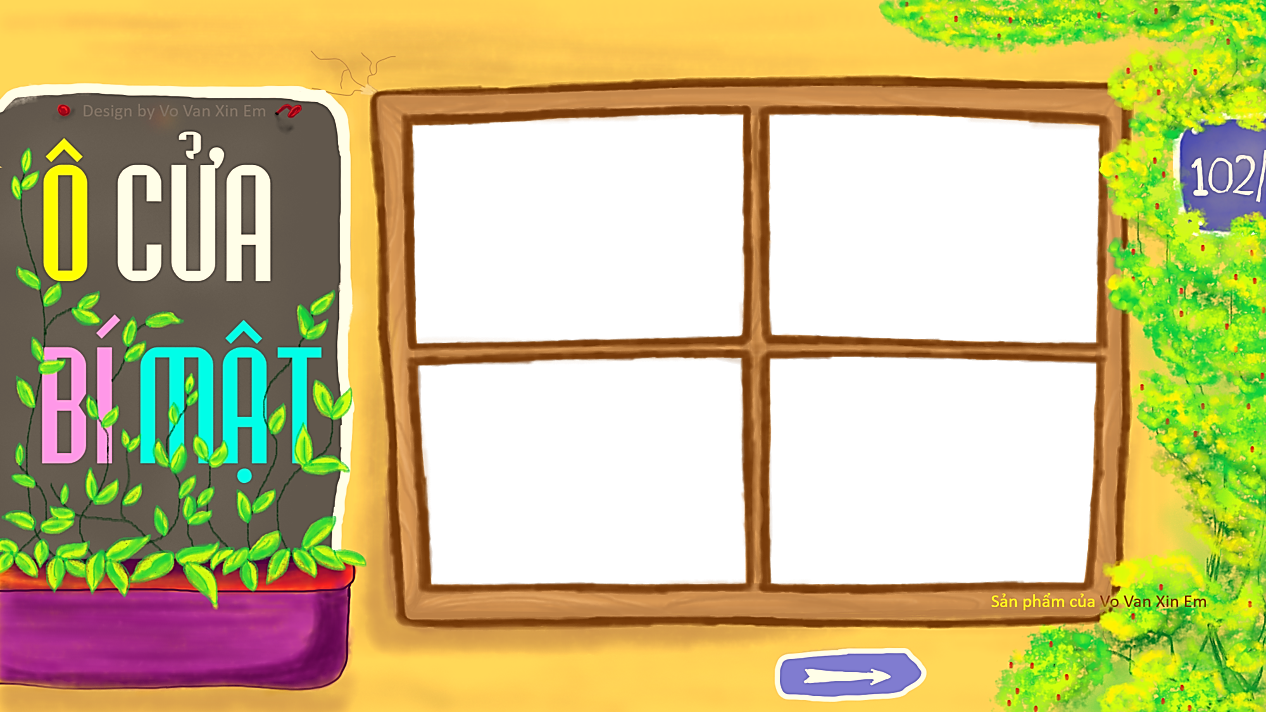 Design by Vo Van Xin Em
Ô CỬA
BÍ MẬT
102/
Sản phẩm của Vo Van Xin Em